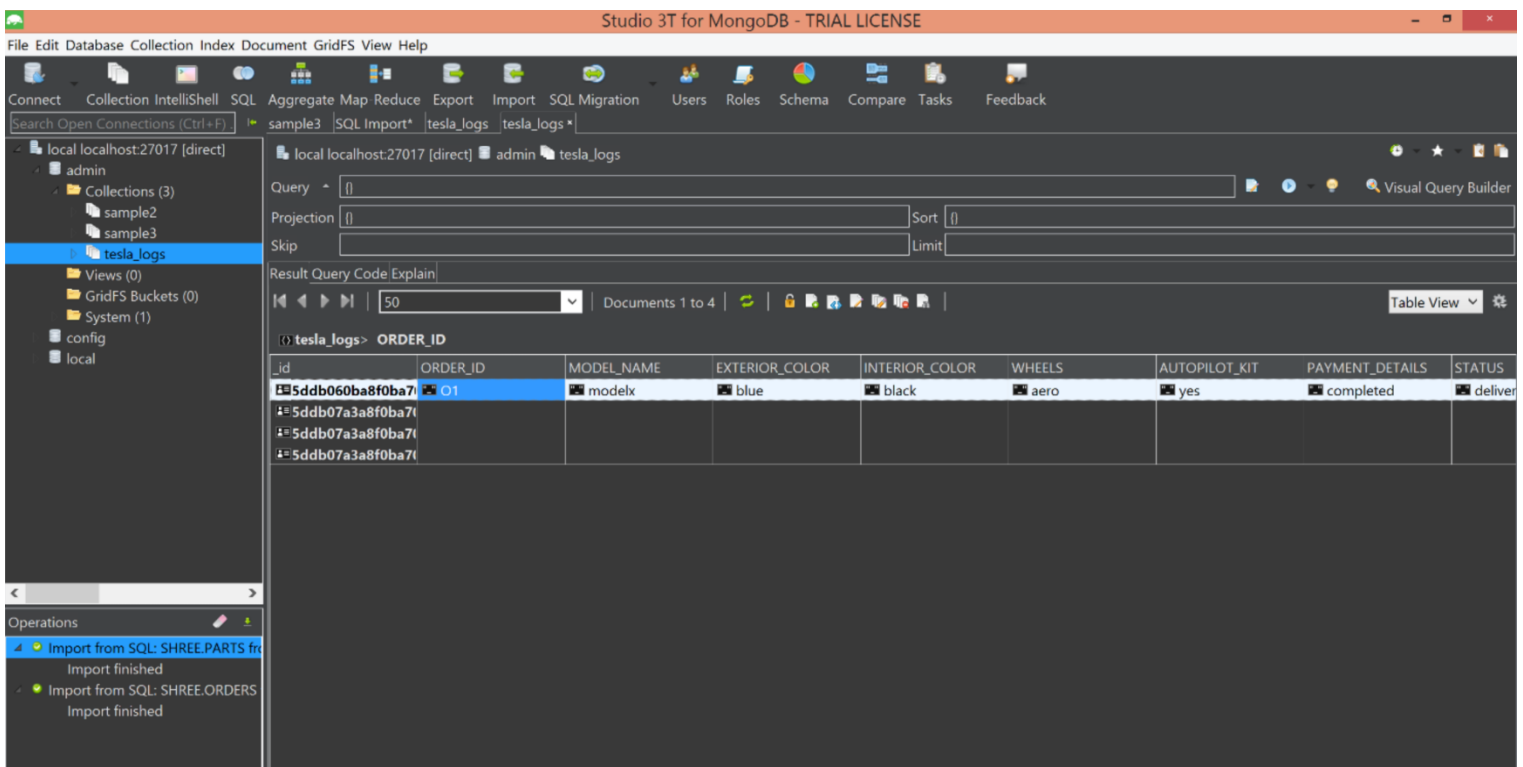 Studio 3T for MongoDB - TRIAL LICENSE
File Edit Database Collection Index Document GridFS View Help
Connect Collection IntelliShell SQL Aggregate Map Reduce Export Import SQL Migration Users Roles Schema Compare Tasks Feedback
Search Open Connections (Ctrl+F) sample3 SQL Import* tesla_logs tesla_logs
local localhost:27017 [direct]
admin
Collections (3)
sample2
sample3
tesla_logs
Views (0)
GridFS Buckets (0)
System (1)
config
local
local localhost:27017 [direct] admin tesla_logs
Query {} Visual Query Builder
Projection {} Sort {}
Skip Limit
Result Query Code Explain
50 Documents 1 to 4 Table View
tesla_logs> ORDER_ID
_id ORDER_ID MODEL_NAME EXTERIOR_COLOR INTERIOR_COLOR WHEELS AUTOPILOT_KIT PAYMENT_DETAILS STATUS
5ddb060ba8f0ba7 O1 modelx blue black aero yes completed deliver
5ddb07a3a8f0ba7
5ddb07a3a8f0ba7
5ddb07a3a8f0ba7
Operations
Import from SQL: SHREE.PARTS fro
Import finished
Import from SQL: SHREE.ORDERS
Import finished